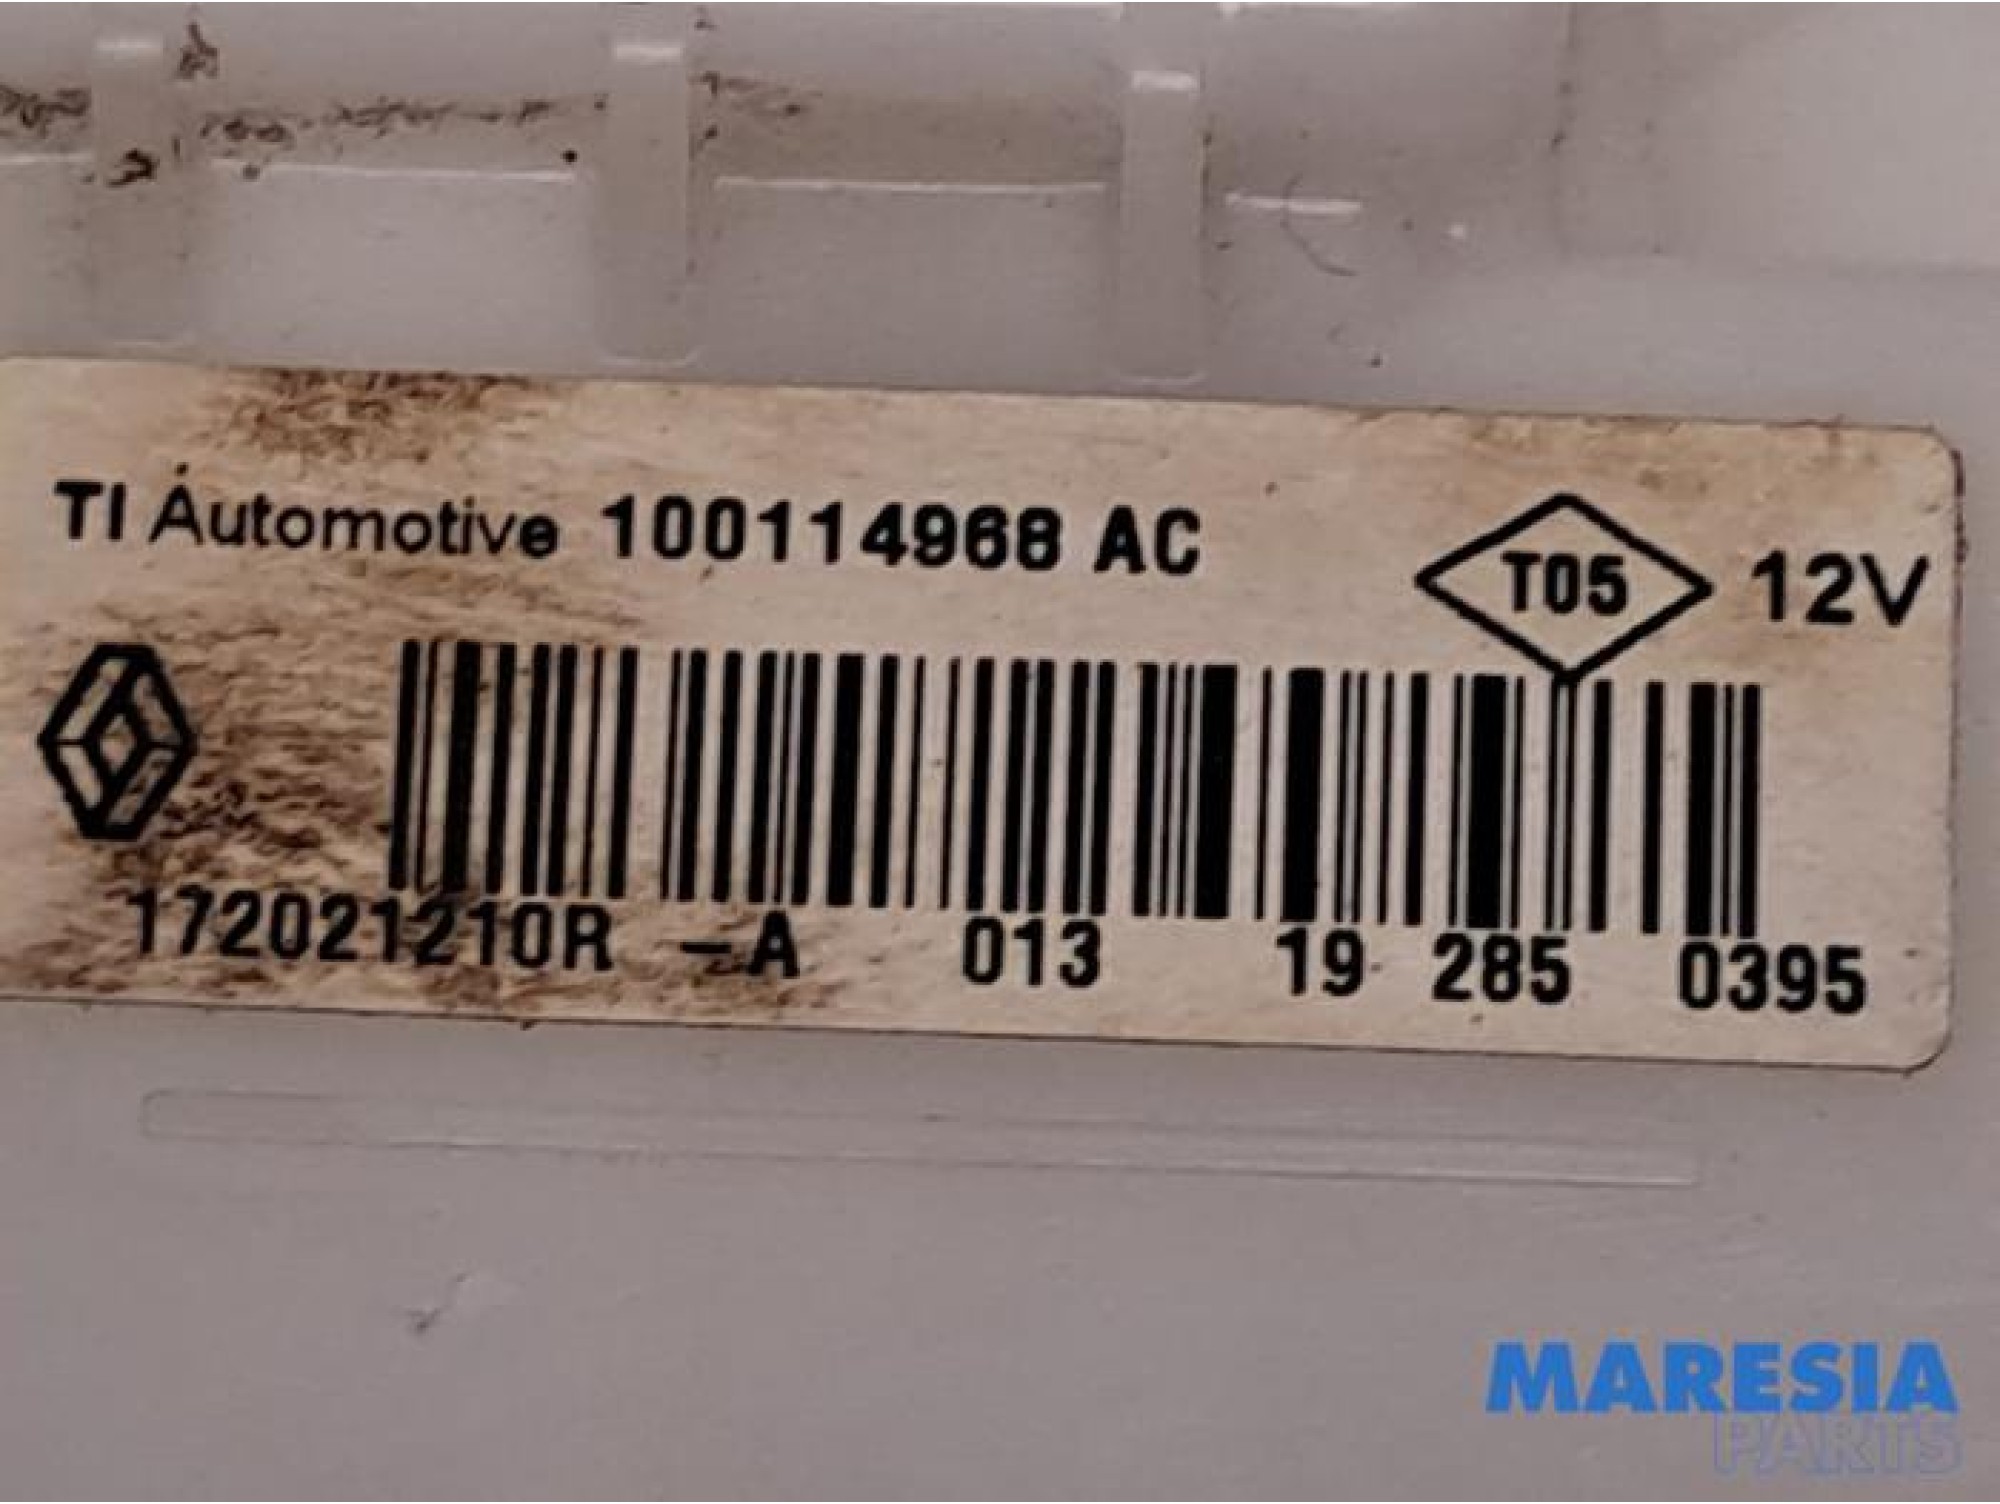 TI Automotive 100114968 AC T05 12V
172021210R -A 013 19 285 0395
MARESIA
PARTS